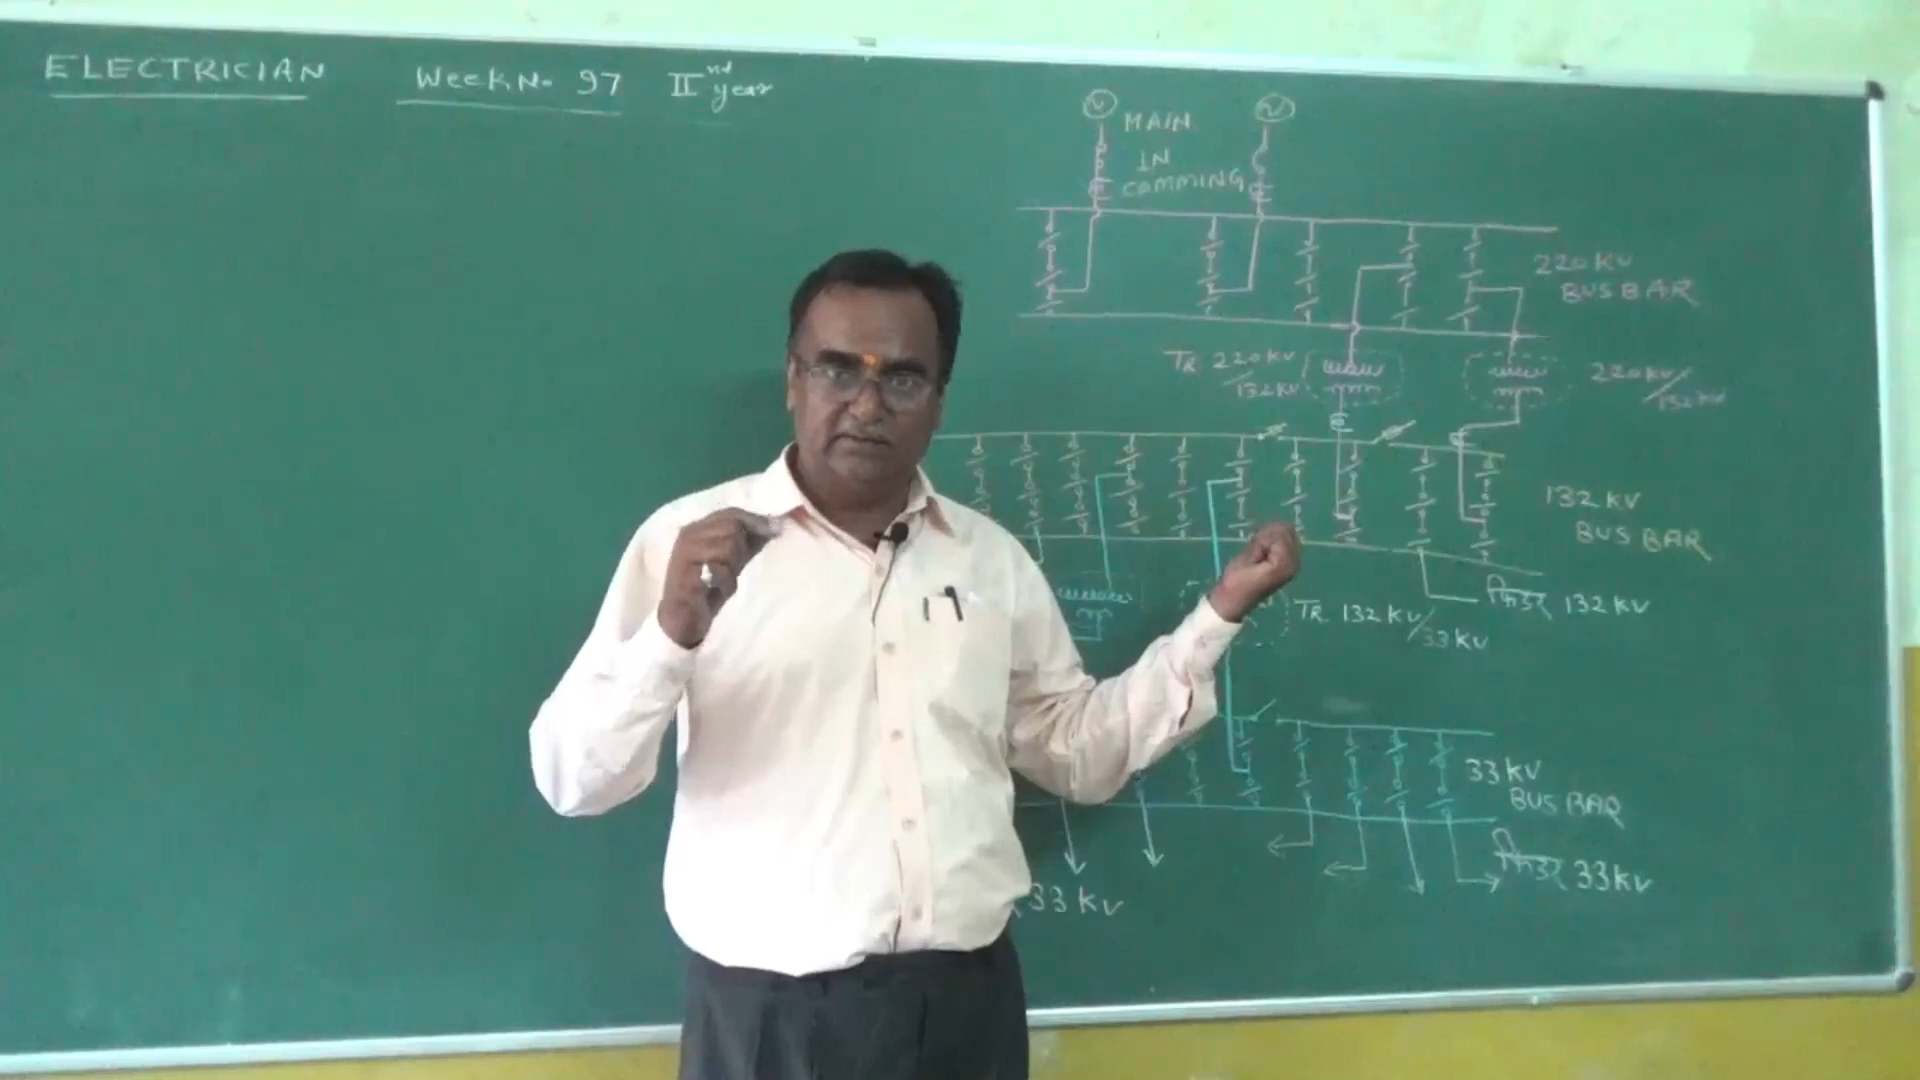 ELECTRICIAN Week No 97 IInd year
MAIN
IN
COMMING
220 KV
BUS BAR
TR 220 KV
/132 KV
220 KV
/132 KV
132 KV
BUS BAR
फिडर 132 KV
TR 132 KV
/33 KV
33 KV
BUS BAR
फिडर 33 KV
33 KV